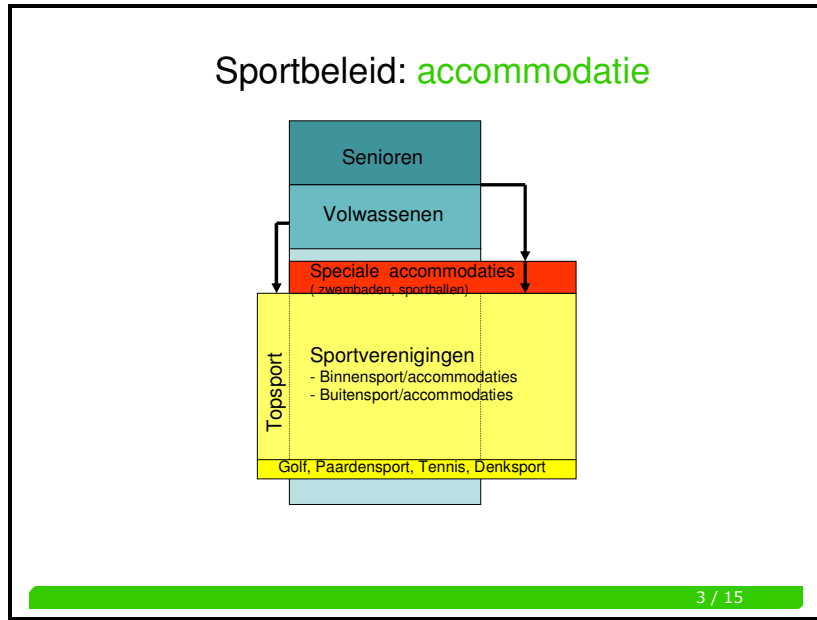 Sportbeleid: accommodatie
Senioren
Volwassenen
Speciale accommodaties
( zwembaden, sporthallen)
Topsport
Sportverenigingen
- Binnensport/accommodaties
- Buitensport/accommodaties
Golf, Paardensport, Tennis, Denksport
3 / 15